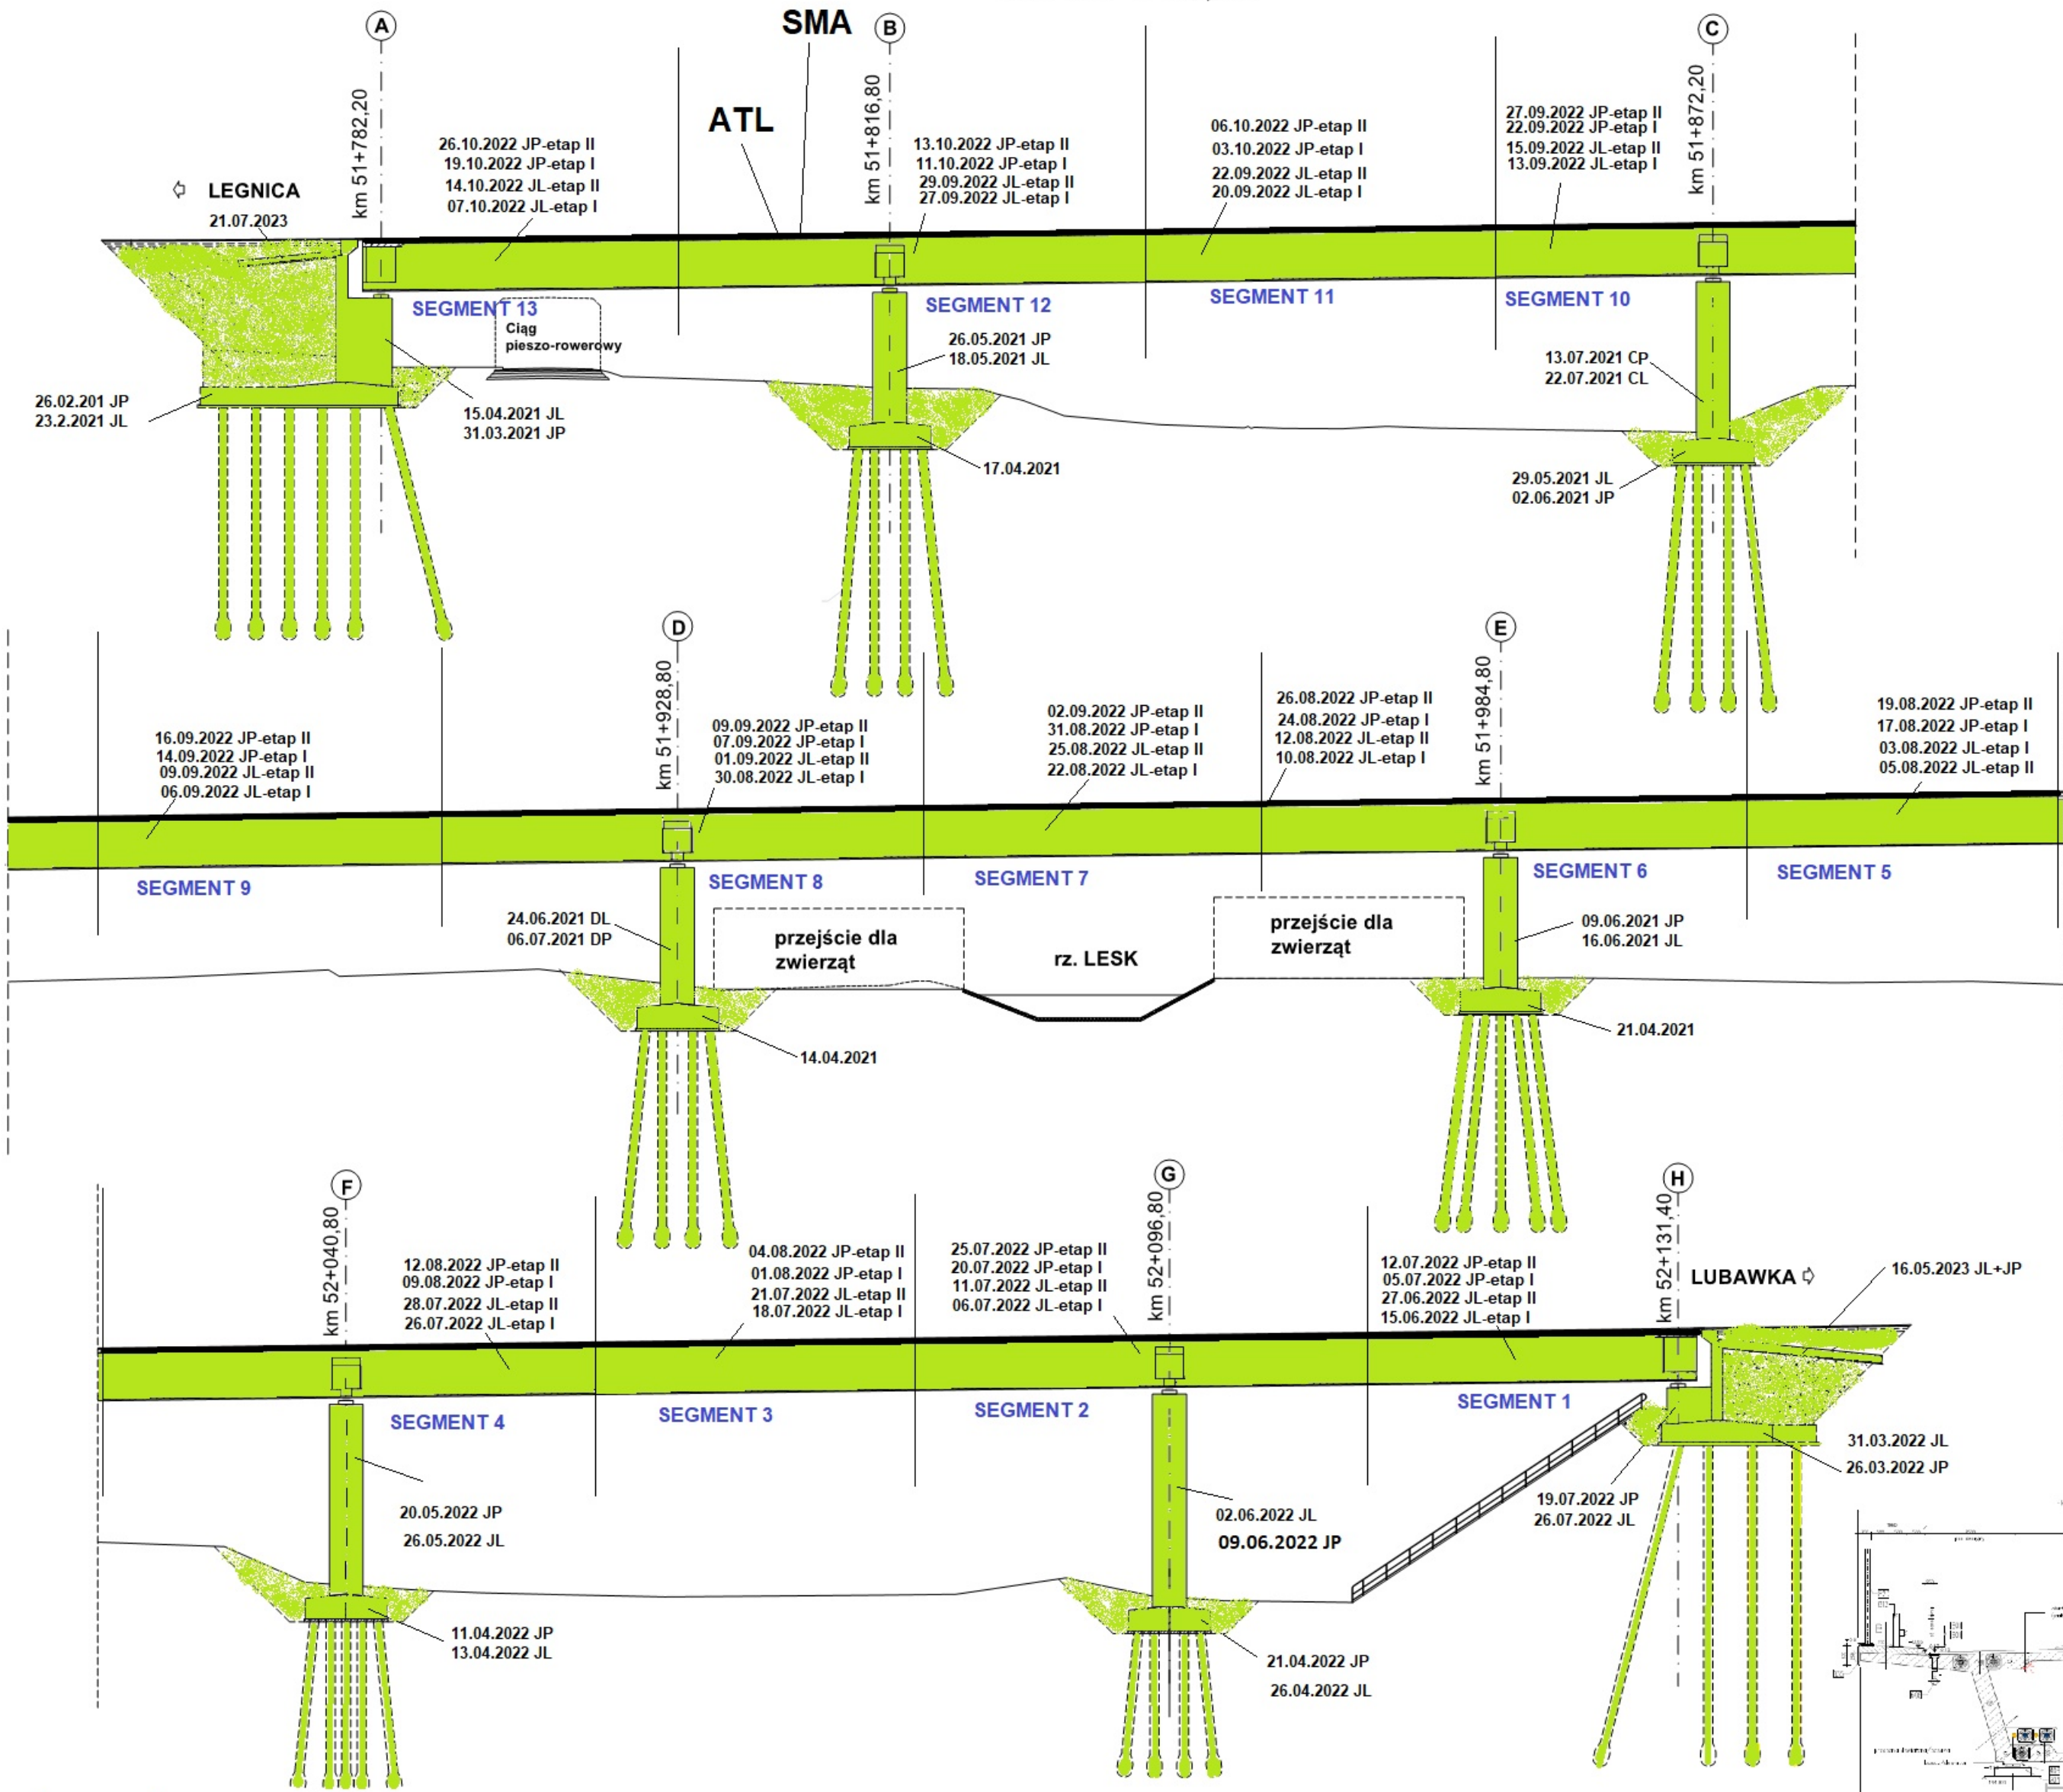 A
SMA
B
C
km 51+782,20
ATL
km 51+816,80
km 51+872,20
26.10.2022 JP-etap II
19.10.2022 JP-etap I
14.10.2022 JL-etap II
07.10.2022 JL-etap I
13.10.2022 JP-etap II
11.10.2022 JP-etap I
29.09.2022 JL-etap II
27.09.2022 JL-etap I
06.10.2022 JP-etap II
03.10.2022 JP-etap I
22.09.2022 JL-etap II
20.09.2022 JL-etap I
27.09.2022 JP-etap II
22.09.2022 JP-etap I
15.09.2022 JL-etap II
13.09.2022 JL-etap I
LEGNICA
21.07.2023
SEGMENT 13
SEGMENT 12
SEGMENT 11
SEGMENT 10
Ciąg
pieszo-rowerowy
26.05.2021 JP
18.05.2021 JL
13.07.2021 CP
22.07.2021 CL
26.02.201 JP
23.2.2021 JL
15.04.2021 JL
31.03.2021 JP
17.04.2021
29.05.2021 JL
02.06.2021 JP
D
E
km 51+928,80
km 51+984,80
16.09.2022 JP-etap II
14.09.2022 JP-etap I
09.09.2022 JL-etap II
06.09.2022 JL-etap I
09.09.2022 JP-etap II
07.09.2022 JP-etap I
01.09.2022 JL-etap II
30.08.2022 JL-etap I
02.09.2022 JP-etap II
31.08.2022 JP-etap I
25.08.2022 JL-etap II
22.08.2022 JL-etap I
26.08.2022 JP-etap II
24.08.2022 JP-etap I
12.08.2022 JL-etap II
10.08.2022 JL-etap I
19.08.2022 JP-etap II
17.08.2022 JP-etap I
03.08.2022 JL-etap I
05.08.2022 JL-etap II
SEGMENT 9
SEGMENT 8
SEGMENT 7
SEGMENT 6
SEGMENT 5
24.06.2021 DL
06.07.2021 DP
przejście dla
zwierząt
rz. LESK
przejście dla
zwierząt
09.06.2021 JP
16.06.2021 JL
14.04.2021
21.04.2021
F
G
H
km 52+040,80
km 52+096,80
km 52+131,40
12.08.2022 JP-etap II
09.08.2022 JP-etap I
28.07.2022 JL-etap II
26.07.2022 JL-etap I
04.08.2022 JP-etap II
01.08.2022 JP-etap I
21.07.2022 JL-etap II
18.07.2022 JL-etap I
25.07.2022 JP-etap II
20.07.2022 JP-etap I
11.07.2022 JL-etap II
06.07.2022 JL-etap I
12.07.2022 JP-etap II
05.07.2022 JP-etap I
27.06.2022 JL-etap II
15.06.2022 JL-etap I
LUBAWKA
16.05.2023 JL+JP
SEGMENT 4
SEGMENT 3
SEGMENT 2
SEGMENT 1
20.05.2022 JP
26.05.2022 JL
02.06.2022 JL
09.06.2022 JP
19.07.2022 JP
26.07.2022 JL
31.03.2022 JL
26.03.2022 JP
11.04.2022 JP
13.04.2022 JL
21.04.2022 JP
26.04.2022 JL